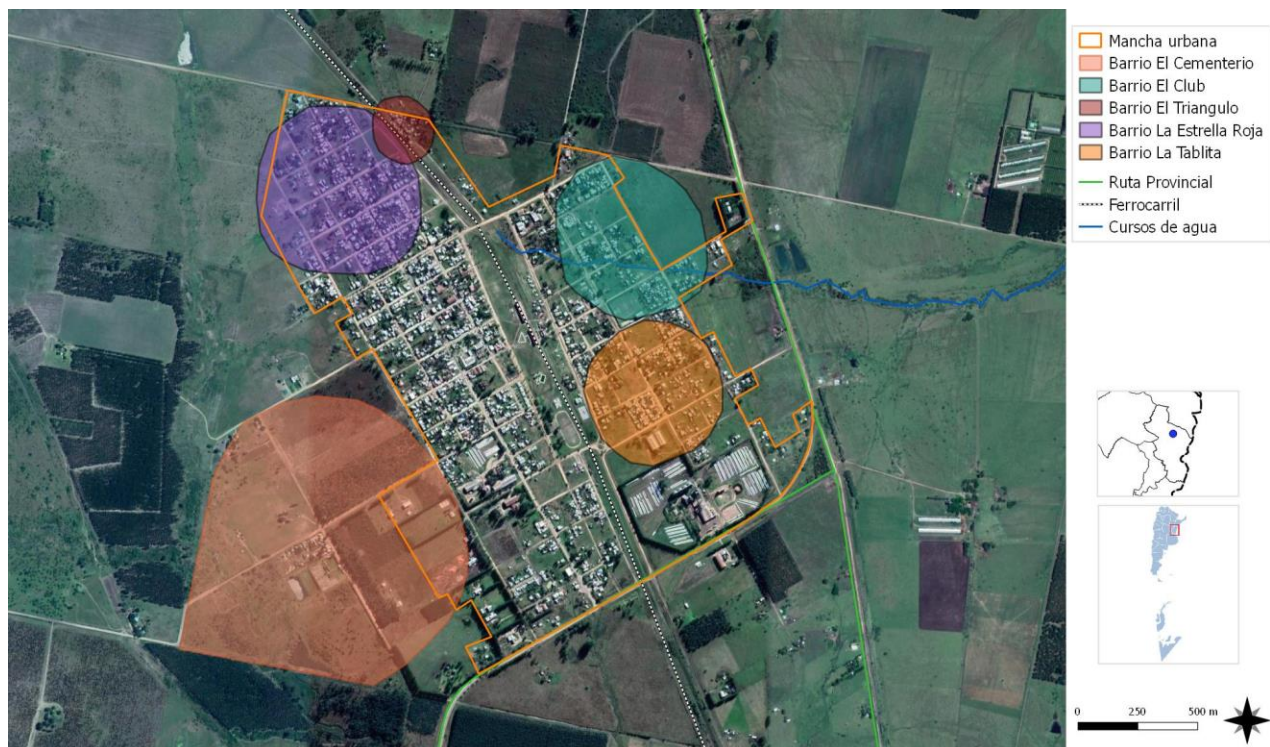 Mancha urbana
Barrio El Cementerio
Barrio El Club
Barrio El Triangulo
Barrio La Estrella Roja
Barrio La Tablita
Ruta Provincial
Ferrocarril
Cursos de agua
0 250 500 m